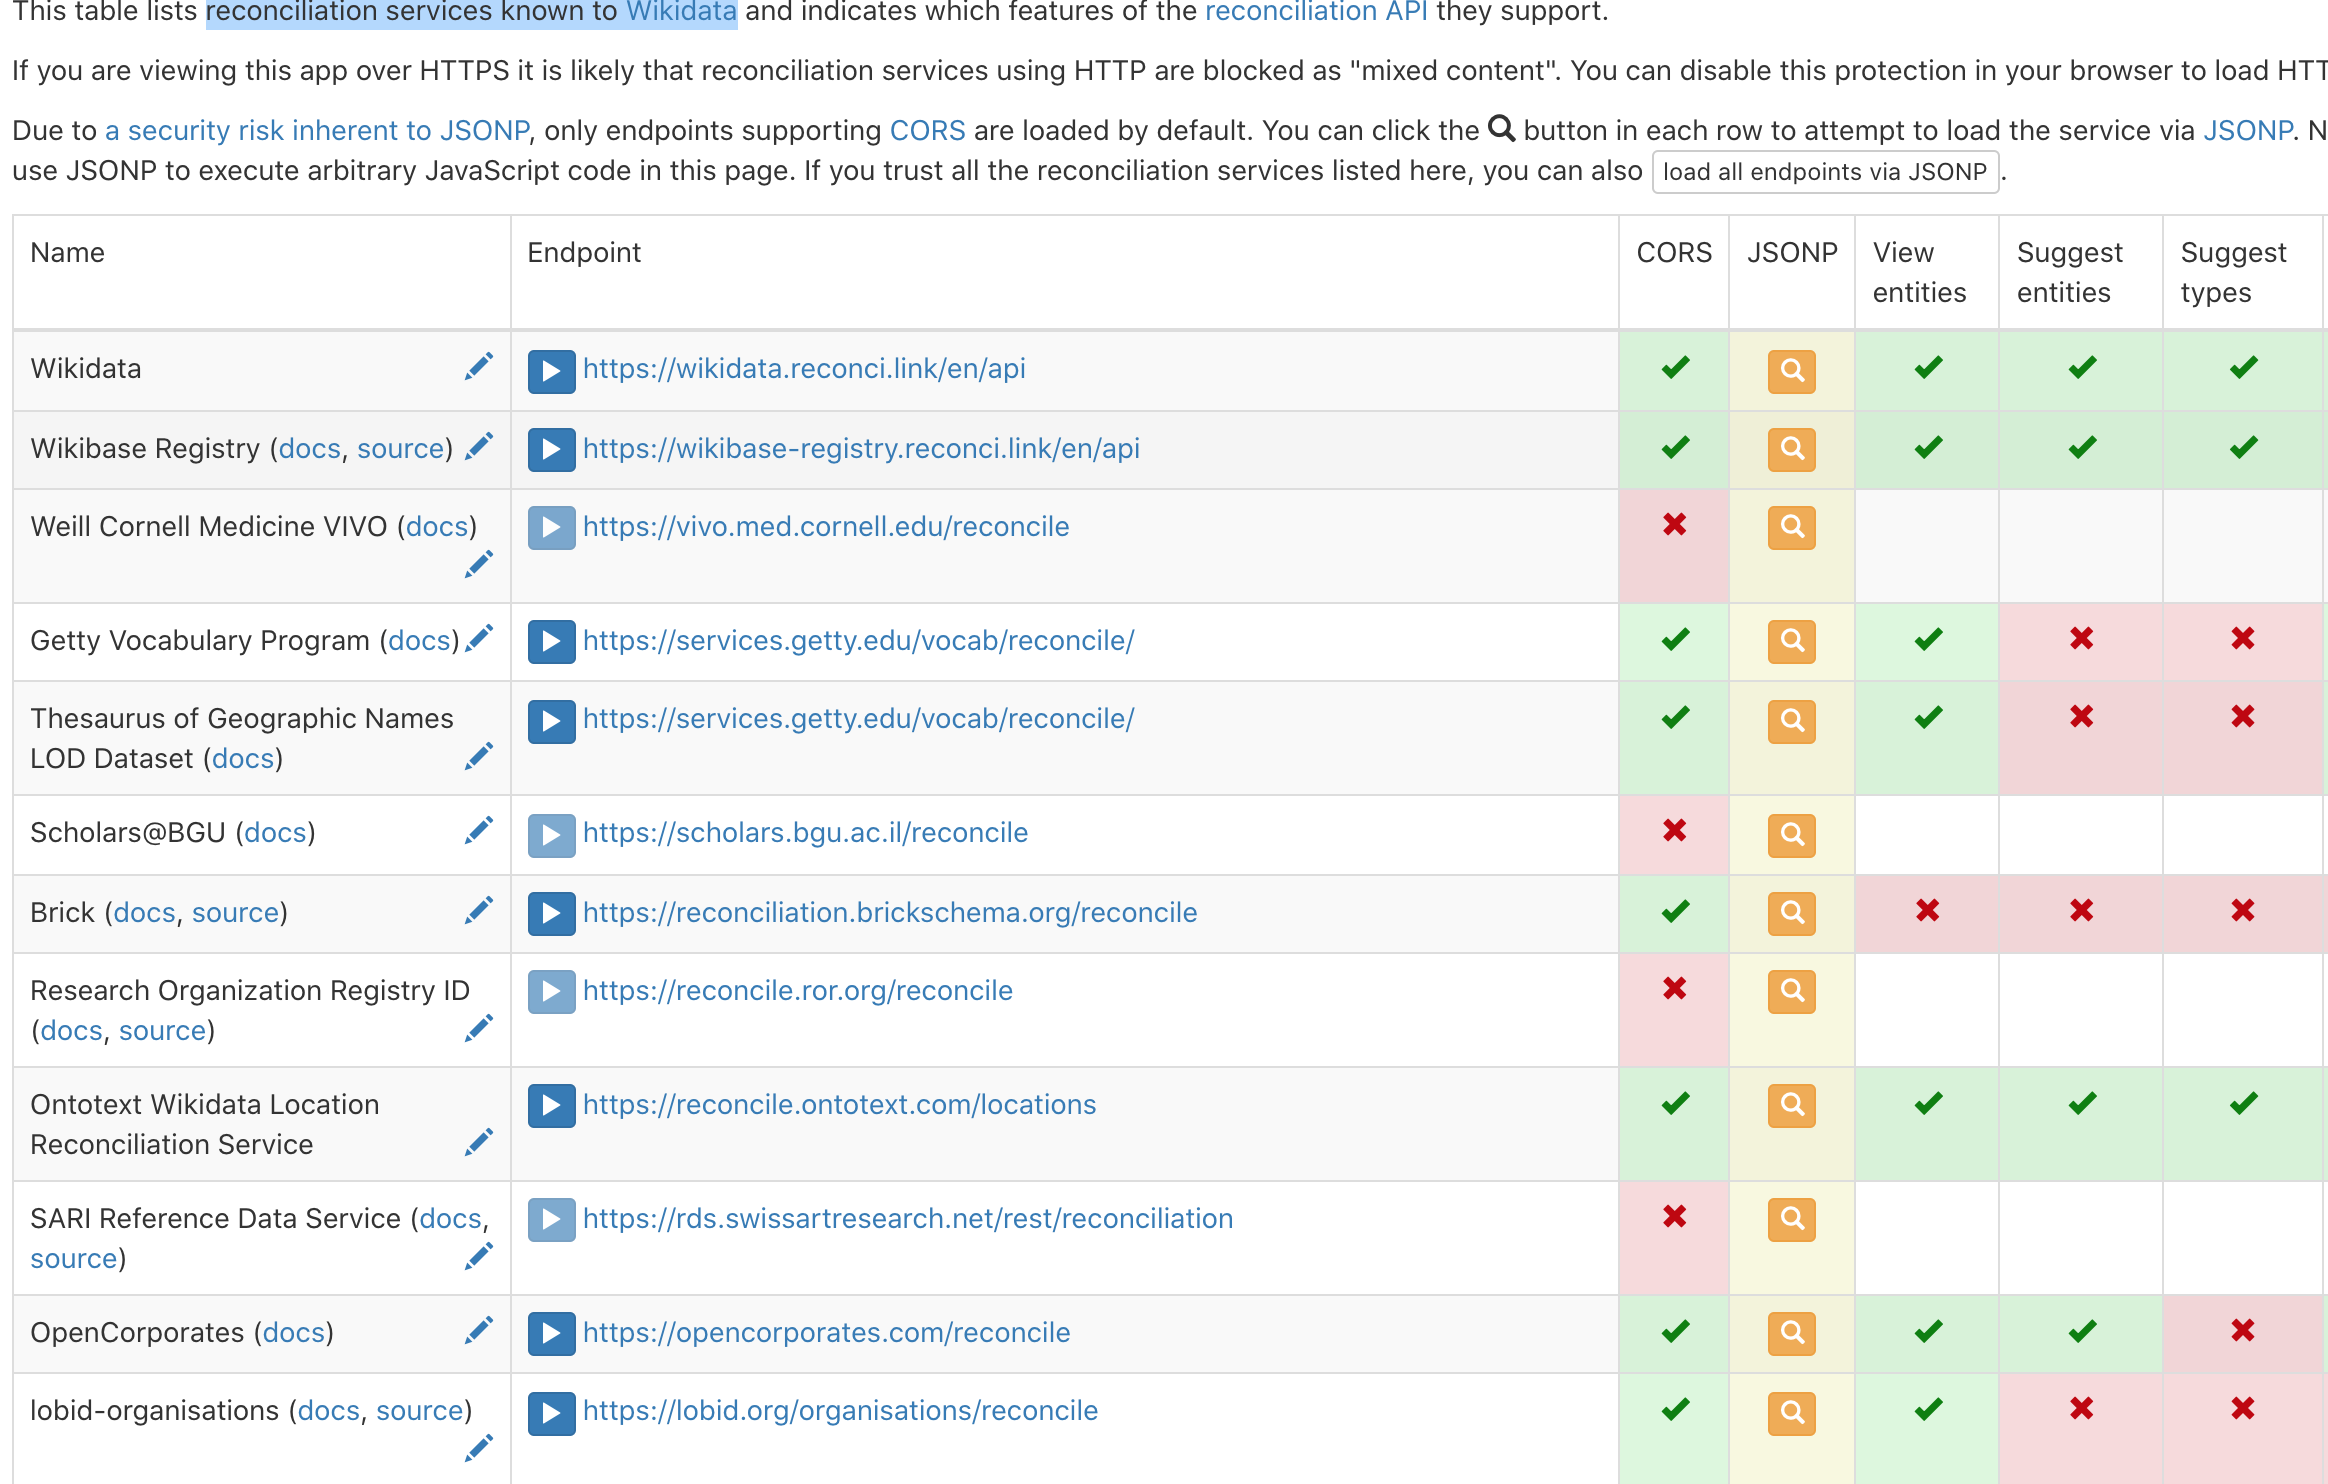 This table lists reconciliation services known to Wikidata and indicates which features of the reconciliation API they support.
If you are viewing this app over HTTPS it is likely that reconciliation services using HTTP are blocked as "mixed content". You can disable this protection in your browser to load HTT
Due to a security risk inherent to JSONP, only endpoints supporting CORS are loaded by default. You can click the button in each row to attempt to load the service via JSONP. N
use JSONP to execute arbitrary JavaScript code in this page. If you trust all the reconciliation services listed here, you can also load all endpoints via JSONP.
Name Endpoint CORS JSONP View entities Suggest entities Suggest types
Wikidata https://wikidata.reconci.link/en/api
Wikibase Registry (docs, source) https://wikibase-registry.reconci.link/en/api
Weill Cornell Medicine VIVO (docs) https://vivo.med.cornell.edu/reconcile
Getty Vocabulary Program (docs) https://services.getty.edu/vocab/reconcile/
Thesaurus of Geographic Names https://services.getty.edu/vocab/reconcile/
LOD Dataset (docs)
Scholars@BGU (docs) https://scholars.bgu.ac.il/reconcile
Brick (docs, source) https://reconciliation.brickschema.org/reconcile
Research Organization Registry ID https://reconcile.ror.org/reconcile
(docs, source)
Ontotext Wikidata Location https://reconcile.ontotext.com/locations
Reconciliation Service
SARI Reference Data Service (docs, https://rds.swissartresearch.net/rest/reconciliation
source)
OpenCorporates (docs) https://opencorporates.com/reconcile
lobid-organisations (docs, source) https://lobid.org/organisations/reconcile